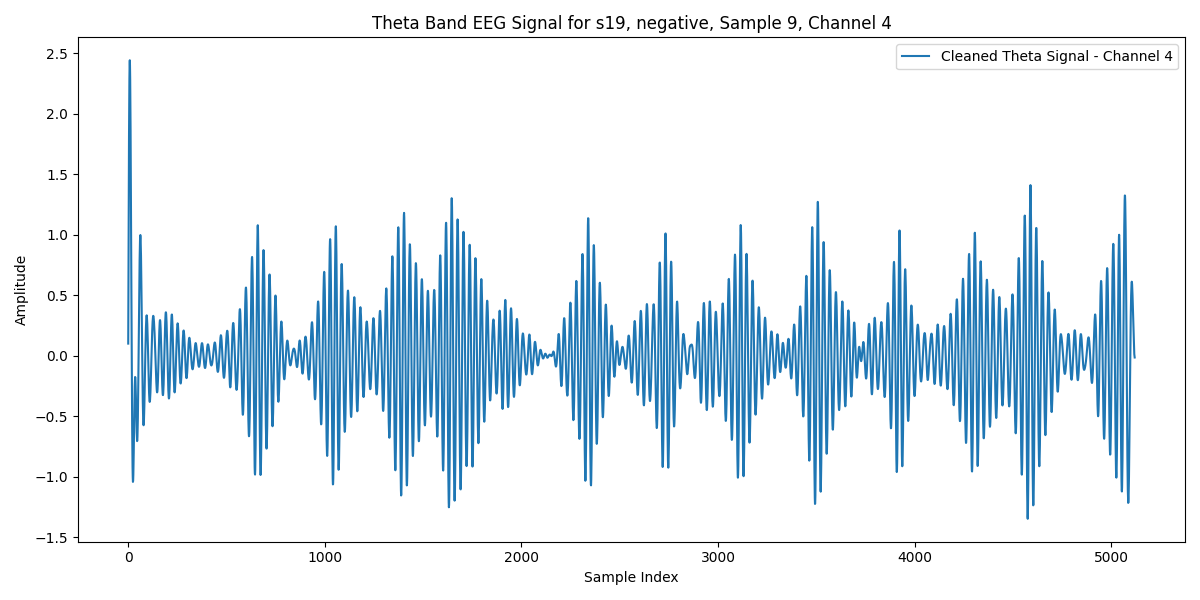 Theta Band EEG Signal for s19, negative, Sample 9, Channel 4
Cleaned Theta Signal - Channel 4
2.5
2.0
1.5
1.0
0.5
0.0
−0.5
−1.0
−1.5
Amplitude
0 1000 2000 3000 4000 5000
Sample Index